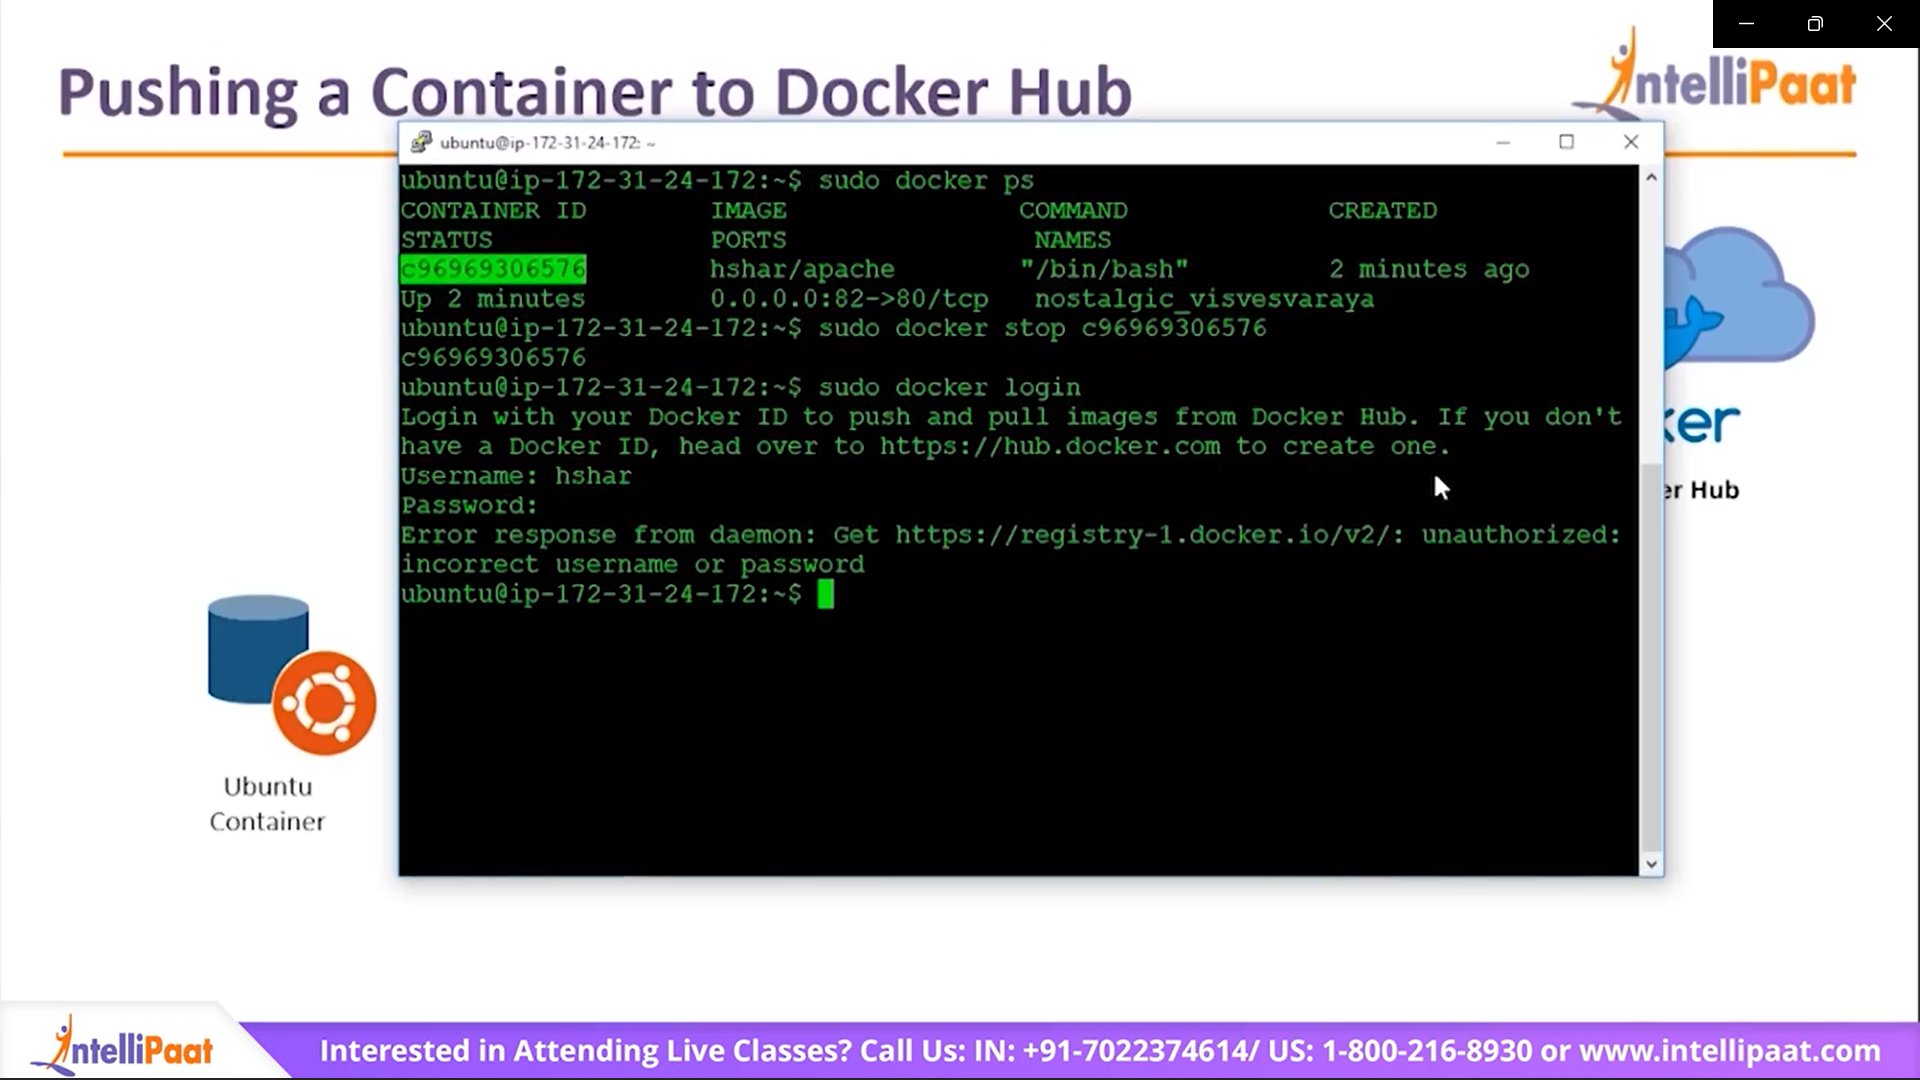 Pushing a Container to Docker Hub
IntelliPaat
ubuntu@ip-172-31-24-172: ~
ubuntu@ip-172-31-24-172:~$ sudo docker ps
CONTAINER ID IMAGE COMMAND CREATED
STATUS PORTS NAMES
c96969306576 hshar/apache "/bin/bash" 2 minutes ago
Up 2 minutes 0.0.0.0:82->80/tcp nostalgic_visvesvaraya
ubuntu@ip-172-31-24-172:~$ sudo docker stop c96969306576
c96969306576
ubuntu@ip-172-31-24-172:~$ sudo docker login
Login with your Docker ID to push and pull images from Docker Hub. If you don't
have a Docker ID, head over to https://hub.docker.com to create one.
Username: hshar
Password:
Error response from daemon: Get https://registry-1.docker.io/v2/: unauthorized:
incorrect username or password
ubuntu@ip-172-31-24-172:~$
ker
er Hub
Ubuntu
Container
IntelliPaat
Interested in Attending Live Classes? Call Us: IN: +91-7022374614/ US: 1-800-216-8930 or www.intellipaat.com